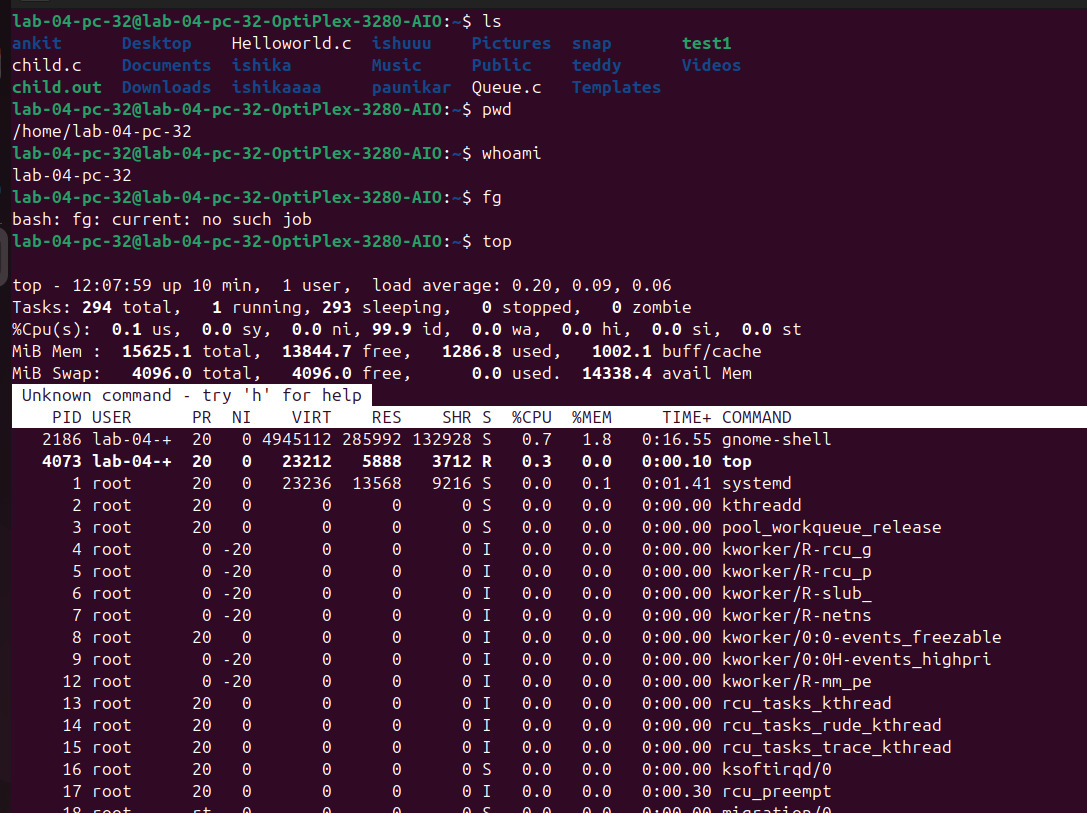 lab-04-pc-32@lab-04-pc-32-OptiPlex-3280-AIO:~$ ls
ankit      Desktop    Helloworld.c  ishuuu    Pictures  snap       test1
child.c    Documents  ishika        Music     Public    teddy      Videos
child.out  Downloads  ishikaaaa     paunikar  Queue.c   Templates
lab-04-pc-32@lab-04-pc-32-OptiPlex-3280-AIO:~$ pwd
/home/lab-04-pc-32
lab-04-pc-32@lab-04-pc-32-OptiPlex-3280-AIO:~$ whoami
lab-04-pc-32
lab-04-pc-32@lab-04-pc-32-OptiPlex-3280-AIO:~$ fg
bash: fg: current: no such job
lab-04-pc-32@lab-04-pc-32-OptiPlex-3280-AIO:~$ top
top - 12:07:59 up 10 min,  1 user,  load average: 0.20, 0.09, 0.06
Tasks: 294 total,   1 running, 293 sleeping,   0 stopped,   0 zombie
%Cpu(s):  0.1 us,  0.0 sy,  0.0 ni, 99.9 id,  0.0 wa,  0.0 hi,  0.0 si,  0.0 st
MiB Mem :  15625.1 total,  13844.7 free,   1286.8 used,   1002.1 buff/cache
MiB Swap:   4096.0 total,   4096.0 free,      0.0 used.  14338.4 avail Mem
Unknown command - try 'h' for help
PID USER      PR  NI    VIRT    RES    SHR S  %CPU  %MEM     TIME+ COMMAND
2186 lab-04-+  20   0 4945112 285992 132928 S   0.7   1.8   0:16.55 gnome-shell
4073 lab-04-+  20   0   23212   5888   3712 R   0.3   0.0   0:00.10 top
1 root      20   0   23236  13568   9216 S   0.0   0.1   0:01.41 systemd
2 root      20   0       0      0      0 S   0.0   0.0   0:00.00 kthreadd
3 root      20   0       0      0      0 S   0.0   0.0   0:00.00 pool_workqueue_release
4 root       0 -20       0      0      0 I   0.0   0.0   0:00.00 kworker/R-rcu_g
5 root       0 -20       0      0      0 I   0.0   0.0   0:00.00 kworker/R-rcu_p
6 root       0 -20       0      0      0 I   0.0   0.0   0:00.00 kworker/R-slub_
7 root       0 -20       0      0      0 I   0.0   0.0   0:00.00 kworker/R-netns
8 root      20   0       0      0      0 I   0.0   0.0   0:00.00 kworker/0:0-events_freezable
9 root       0 -20       0      0      0 I   0.0   0.0   0:00.00 kworker/0:0H-events_highpri
12 root       0 -20       0      0      0 I   0.0   0.0   0:00.00 kworker/R-mm_pe
13 root      20   0       0      0      0 I   0.0   0.0   0:00.00 rcu_tasks_kthread
14 root      20   0       0      0      0 I   0.0   0.0   0:00.00 rcu_tasks_rude_kthread
15 root      20   0       0      0      0 I   0.0   0.0   0:00.00 rcu_tasks_trace_kthread
16 root      20   0       0      0      0 S   0.0   0.0   0:00.00 ksoftirqd/0
17 root      20   0       0      0      0 I   0.0   0.0   0:00.30 rcu_preempt
18 root      rt   0       0      0      0 S   0.0   0.0   0:00.00 migration/0